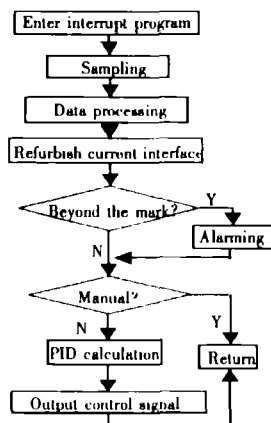 Enter interrupt program
Sampling
Data processing
Refurbish current interface
Beyond the mark?
Y
Alarming
N
Manual?
N
Y
PID calculation
Return
Output control signal